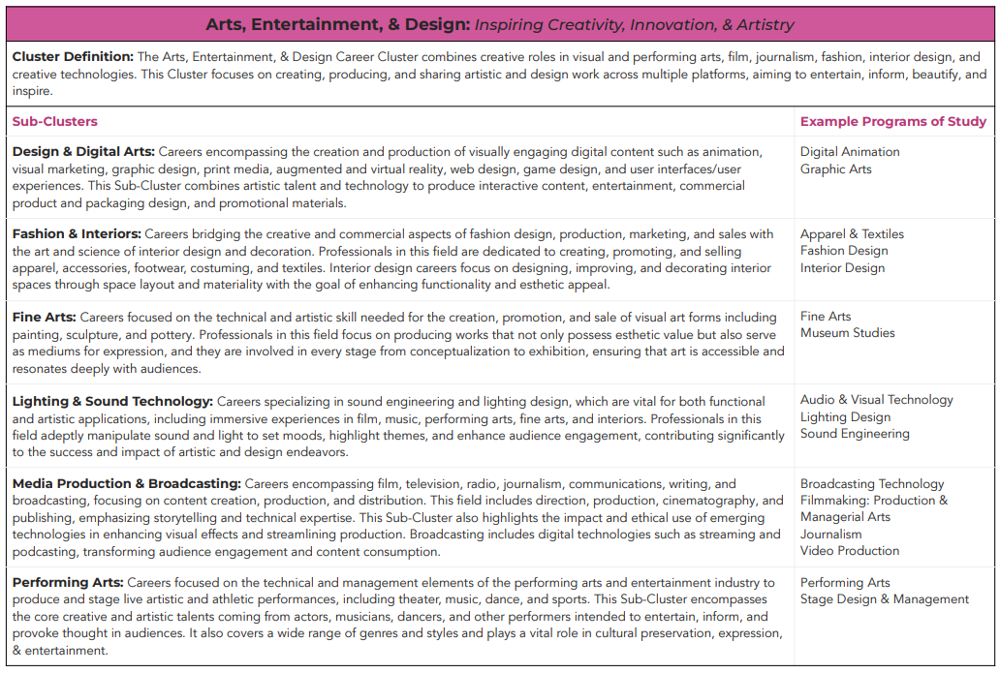 Arts, Entertainment, & Design: Inspiring Creativity, Innovation, & Artistry
Cluster Definition: The Arts, Entertainment, & Design Career Cluster combines creative roles in visual and performing arts, film, journalism, fashion, interior design, and
creative technologies. This Cluster focuses on creating, producing, and sharing artistic and design work across multiple platforms, aiming to entertain, inform, beautify, and
inspire.
Sub-Clusters
Example Programs of Study
Design & Digital Arts: Careers encompassing the creation and production of visually engaging digital content such as animation,
visual marketing, graphic design, print media, augmented and virtual reality, web design, game design, and user interfaces/user
experiences. This Sub-Cluster combines artistic talent and technology to produce interactive content, entertainment, commercial
product and packaging design, and promotional materials.
Digital Animation
Graphic Arts
Fashion & Interiors: Careers bridging the creative and commercial aspects of fashion design, production, marketing, and sales with
the art and science of interior design and decoration. Professionals in this field are dedicated to creating, promoting, and selling
apparel, accessories, footwear, costuming, and textiles. Interior design careers focus on designing, improving, and decorating interior
spaces through space layout and materiality with the goal of enhancing functionality and esthetic appeal.
Apparel & Textiles
Fashion Design
Interior Design
Fine Arts: Careers focused on the technical and artistic skill needed for the creation, promotion, and sale of visual art forms including
painting, sculpture, and pottery. Professionals in this field focus on producing works that not only possess esthetic value but also serve
as mediums for expression, and they are involved in every stage from conceptualization to exhibition, ensuring that art is accessible and
resonates deeply with audiences.
Fine Arts
Museum Studies
Lighting & Sound Technology: Careers specializing in sound engineering and lighting design, which are vital for both functional
and artistic applications, including immersive experiences in film, music, performing arts, fine arts, and interiors. Professionals in this
field adeptly manipulate sound and light to set moods, highlight themes, and enhance audience engagement, contributing significantly
to the success and impact of artistic and design endeavors.
Audio & Visual Technology
Lighting Design
Sound Engineering
Media Production & Broadcasting: Careers encompassing film, television, radio, journalism, communications, writing, and
broadcasting, focusing on content creation, production, and distribution. This field includes direction, production, cinematography, and
publishing, emphasizing storytelling and technical expertise. This Sub-Cluster also highlights the impact and ethical use of emerging
technologies in enhancing visual effects and streamlining production. Broadcasting includes digital technologies such as streaming and
podcasting, transforming audience engagement and content consumption.
Broadcasting Technology
Filmmaking: Production &
Managerial Arts
Journalism
Video Production
Performing Arts: Careers focused on the technical and management elements of the performing arts and entertainment industry to
produce and stage live artistic and athletic performances, including theater, music, dance, and sports. This Sub-Cluster encompasses
the core creative and artistic talents coming from actors, musicians, dancers, and other performers intended to entertain, inform, and
provoke thought in audiences. It also covers a wide range of genres and styles and plays a vital role in cultural preservation, expression,
& entertainment.
Performing Arts
Stage Design & Management